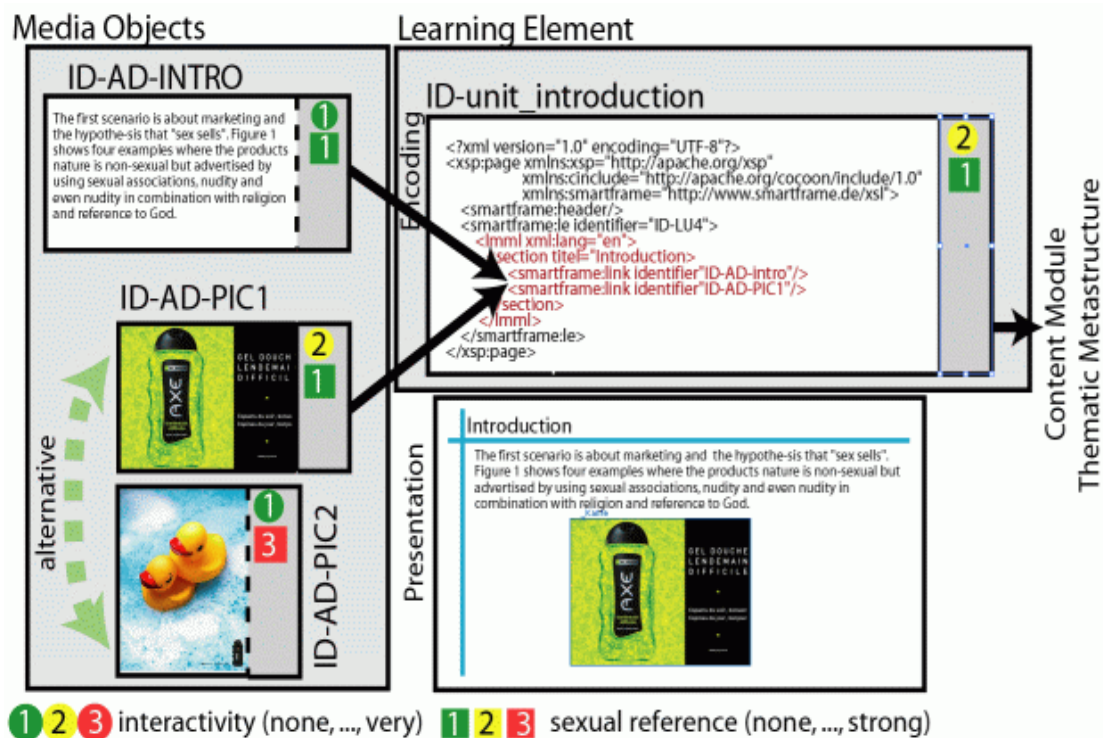 Media Objects
Learning Element
ID-AD-INTRO
The first scenario is about marketing and
the hypothe-sis that "sex sells". Figure 1
shows four examples where the products
nature is non-sexual but advertised by
using sexual associations, nudity and
even nudity in combination with religion
and reference to God.
1
1
ID-AD-PIC1
AXE
GEL DOUCH
LENDEMAI
DIFFICIL
2
1
alternative
1
3
ID-AD-PIC2
ID-unit_introduction
Encoding
<?xml version="1.0" encoding="UTF-8"?>
<xsp:page xmlns:xsp="http://apache.org/xsp"
xmlns:cinclude="http://apache.org/cocoon/include/1.0"
xmlns:smartframe="http://www.smartframe.de/xsl">
<smartframe:header/>
<smartframe:le identifier="ID-LU4">
<lmml xml:lang="en">
section titel="Introduction>
<smartframe:link identifier"ID-AD-intro"/>
<smartframe:link identifier"ID-AD-PIC1"/>
/section>
</lmml>
</smartframe:le>
</xsp:page>
2
1
Content Module
Thematic Metastructure
Presentation
Introduction
The first scenario is about marketing and the hypothe-sis that "sex sells".
Figure 1 shows four examples where the products nature is non-sexual but
advertised by using sexual associations, nudity and even nudity in
combination with religion and reference to God.
AXE
GEL DOUCHE
LENDEMAIN
DIFFICILE
1 2 3 interactivity (none, ..., very) 1 2 3 sexual reference (none, ..., strong)